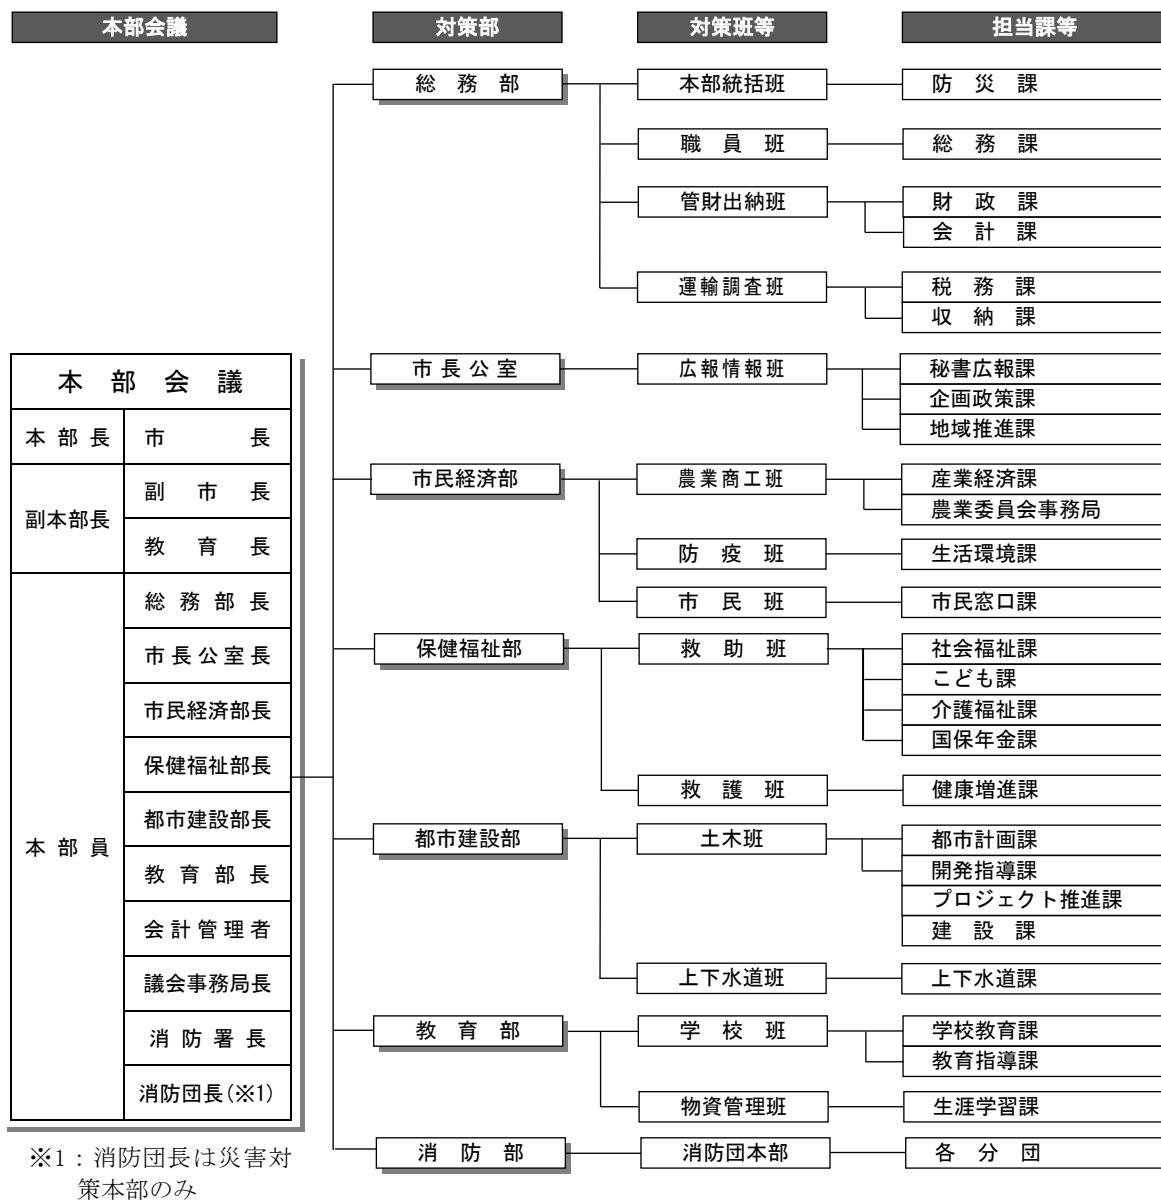 本部会議 対策部 対策班等 担当課等
総務部 本部統括班 防災課
職員班 総務課
管財出納班 財政課
会計課
運輸調査班 税務課
収納課
市長公室 広報情報班 秘書広報課
企画政策課
地域推進課
市民経済部 農業商工班 産業経済課
農業委員会事務局
防疫班 生活環境課
市民班 市民窓口課
保健福祉部 救助班 社会福祉課
こども課
介護福祉課
国保年金課
救護班 健康増進課
都市建設部 土木班 都市計画課
開発指導課
プロジェクト推進課
建設課
上下水道班 上下水道課
教育部 学校班 学校教育課
教育指導課
物資管理班 生涯学習課
消防部 消防団本部 各分団
本部会議
本部長 市長
副本部長 副市長
教育長
本部員 総務部長
市長公室長
市民経済部長
保健福祉部長
都市建設部長
教育部長
会計管理者
議会事務局長
消防署長
消防団長(※1)
※1：消防団長は災害対
策本部のみ